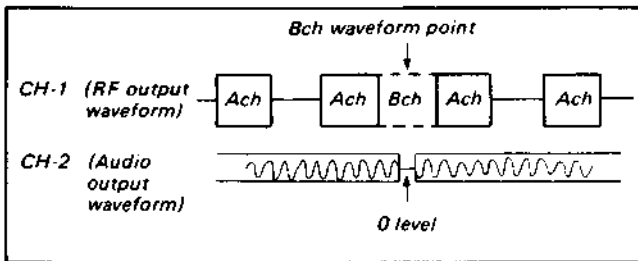 Bch waveform point
CH-1 (RF output waveform)
Ach Ach Bch Ach Ach
CH-2 (Audio output waveform)
0 level